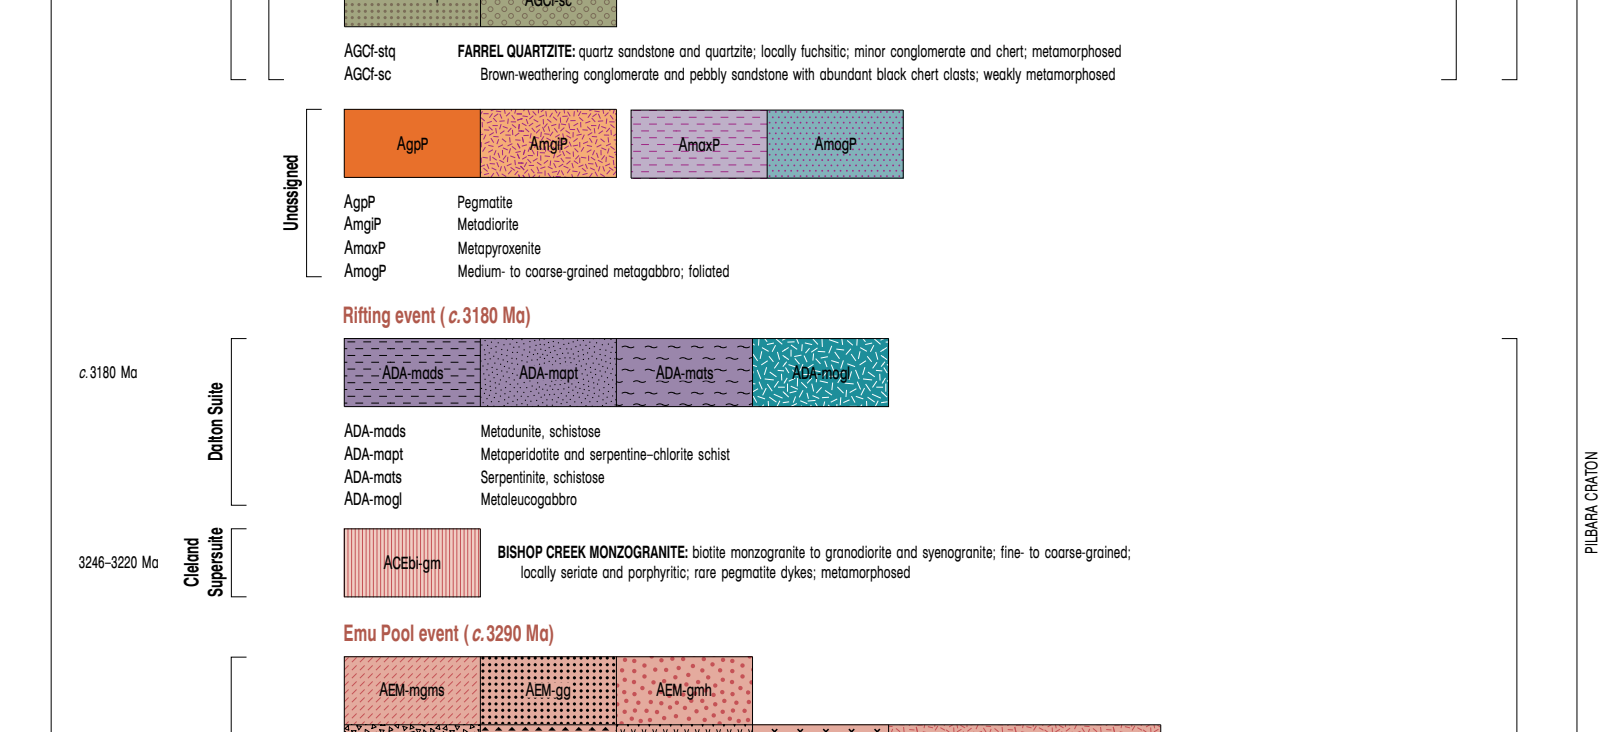 AGCf-sc
AGCf-stq FARREL QUARTZITE: quartz sandstone and quartzite; locally fuchsitic; minor conglomerate and chert; metamorphosed
AGCf-sc Brown-weathering conglomerate and pebbly sandstone with abundant black chert clasts; weakly metamorphosed
Unassigned
AgpP AmgiP AmaxP AmogP
AgpP Pegmatite
AmgiP Metadiorite
AmaxP Metapyroxenite
AmogP Medium- to coarse-grained metagabbro; foliated
Rifting event (c.3180 Ma)
c.3180 Ma
Dalton Suite
ADA-mads ADA-mapt ADA-mats ADA-mogl
ADA-mads Metadunite, schistose
ADA-mapt Metaperidotite and serpentine–chlorite schist
ADA-mats Serpentinite, schistose
ADA-mogl Metaleucogabbro
3246–3220 Ma
Cleland
Supersuite
ACEbi-gm
BISHOP CREEK MONZOGRANITE: biotite monzogranite to granodiorite and syenogranite; fine- to coarse-grained;
locally seriate and porphyritic; rare pegmatite dykes; metamorphosed
Emu Pool event (c.3290 Ma)
AEM-mgms AEM-gg AEM-gmh
PILBARA CRATON